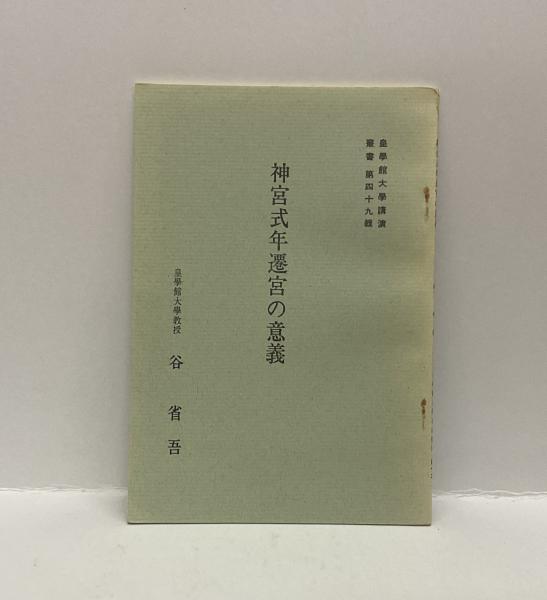 皇學館大學講演
叢書 第四十九輯
神宮式年遷宮の意義
皇學館大學教授 谷 省吾